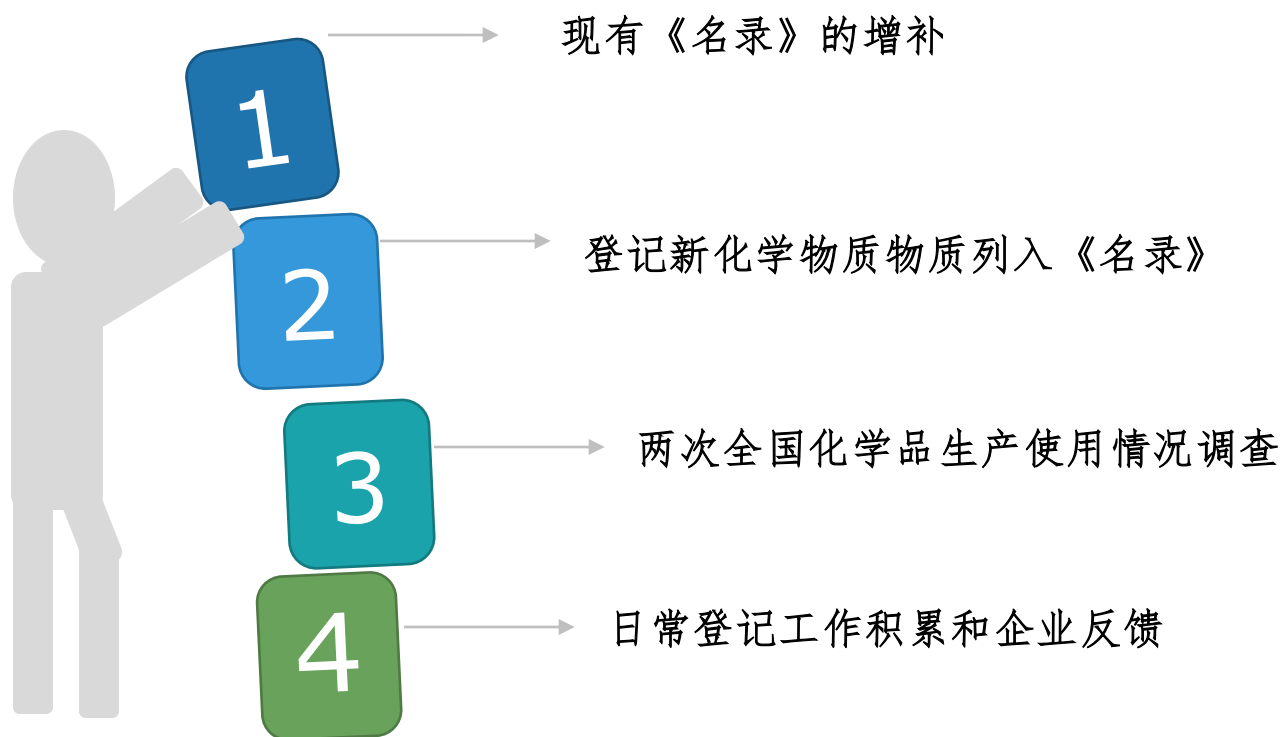 1
现有《名录》的增补
2
登记新化学物质物质列入《名录》
3
两次全国化学品生产使用情况调查
4
日常登记工作积累和企业反馈